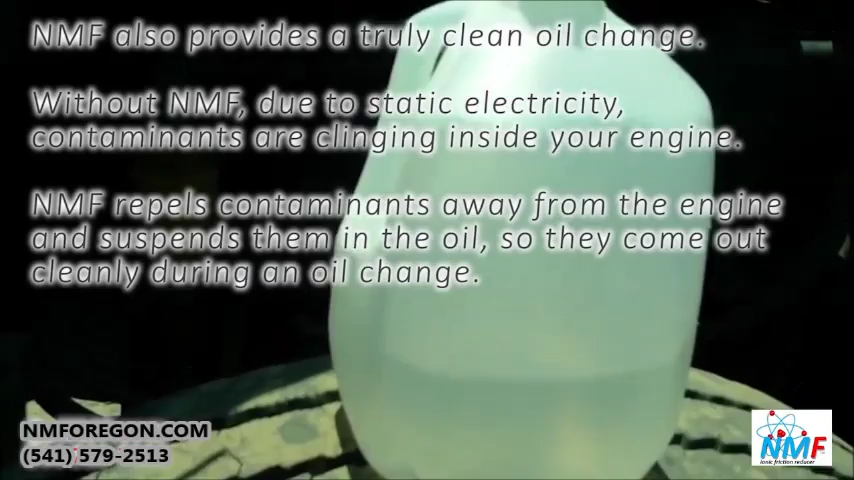 NMF also provides a truly clean oil change.
Without NMF, due to static electricity,
contaminants are clinging inside your engine.
NMF repels contaminants away from the engine
and suspends them in the oil, so they come out
cleanly during an oil change.
NMFOREGON.COM
(541) 579-2513
NMF
ionic friction reducer